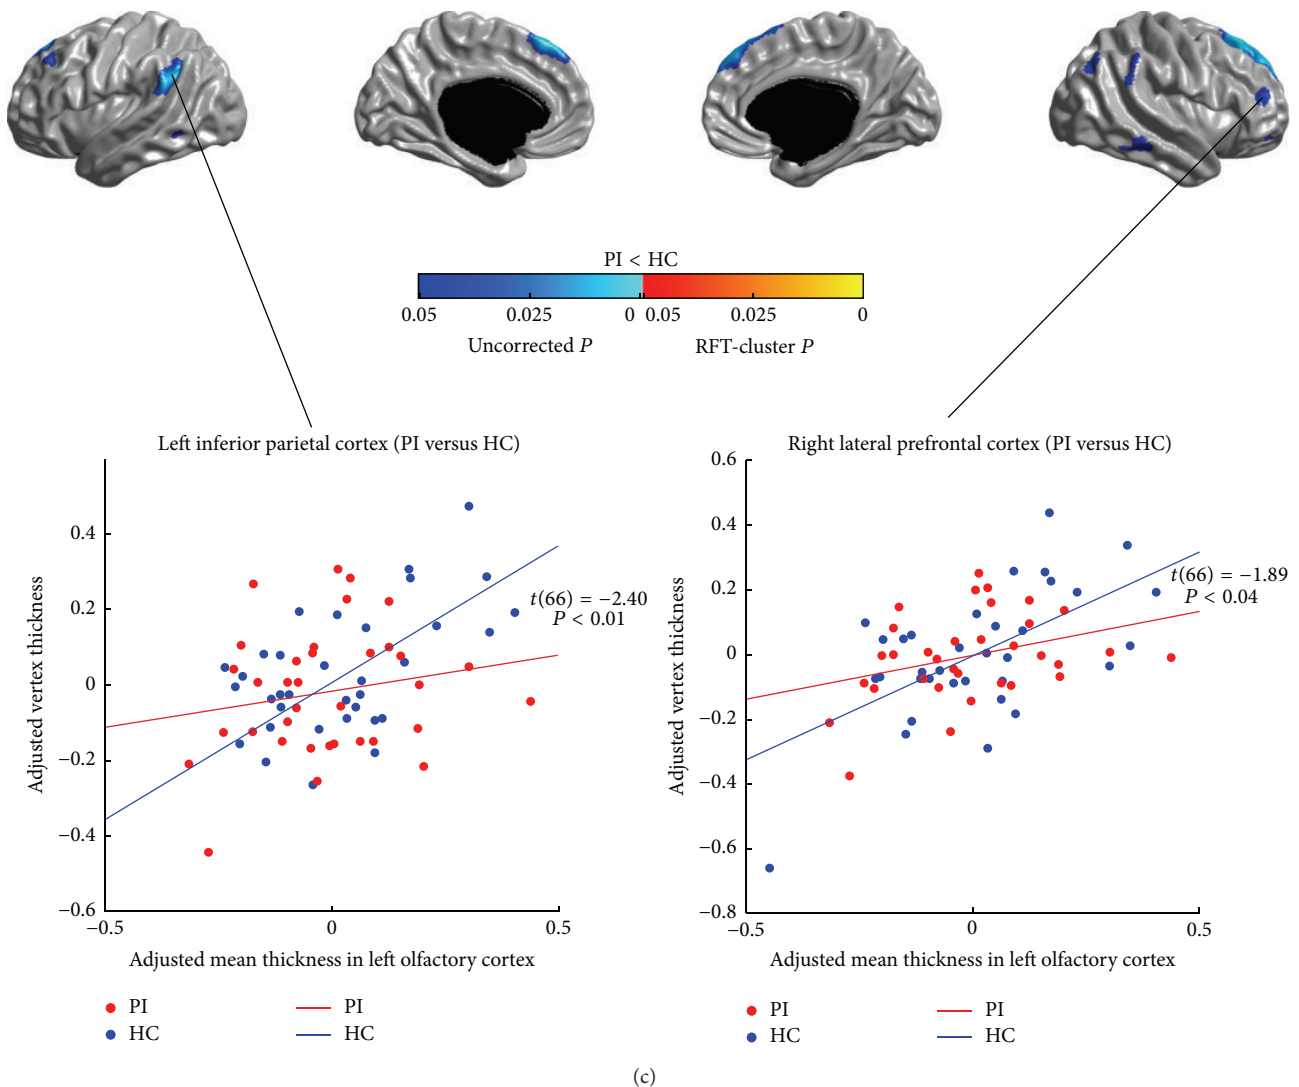 PI < HC
0.05 0.025 0 0.05 0.025 0
Uncorrected P RFT-cluster P
Left inferior parietal cortex (PI versus HC)
0.4
0.2
0
−0.2
−0.4
−0.6
−0.5 0 0.5
Adjusted vertex thickness
t(66) = −2.40
P < 0.01
Adjusted mean thickness in left olfactory cortex
PI PI
HC HC
Right lateral prefrontal cortex (PI versus HC)
0.6
0.4
0.2
0
−0.2
−0.4
−0.6
−0.8
−0.5 0 0.5
Adjusted vertex thickness
t(66) = −1.89
P < 0.04
Adjusted mean thickness in left olfactory cortex
PI PI
HC HC
(c)